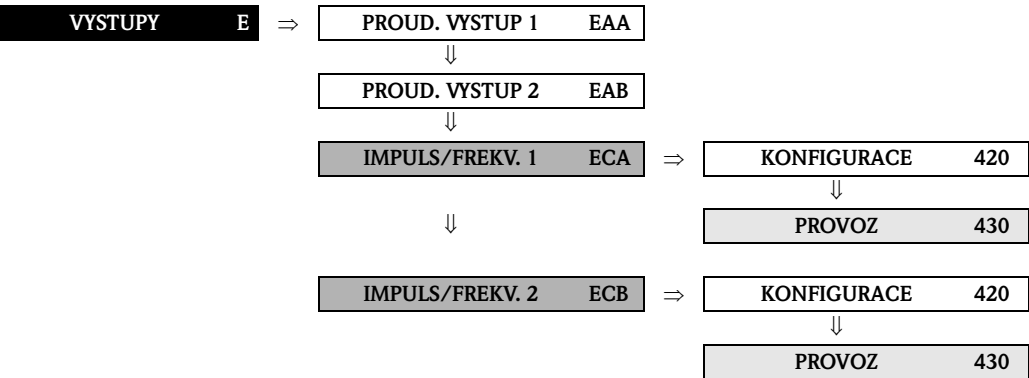 VYSTUPY E ⇒ PROUD. VYSTUP 1 EAA
⇓
PROUD. VYSTUP 2 EAB
⇓
IMPULS/FREKV. 1 ECA ⇒ KONFIGURACE 420
⇓
⇓ PROVOZ 430
IMPULS/FREKV. 2 ECB ⇒ KONFIGURACE 420
⇓
PROVOZ 430